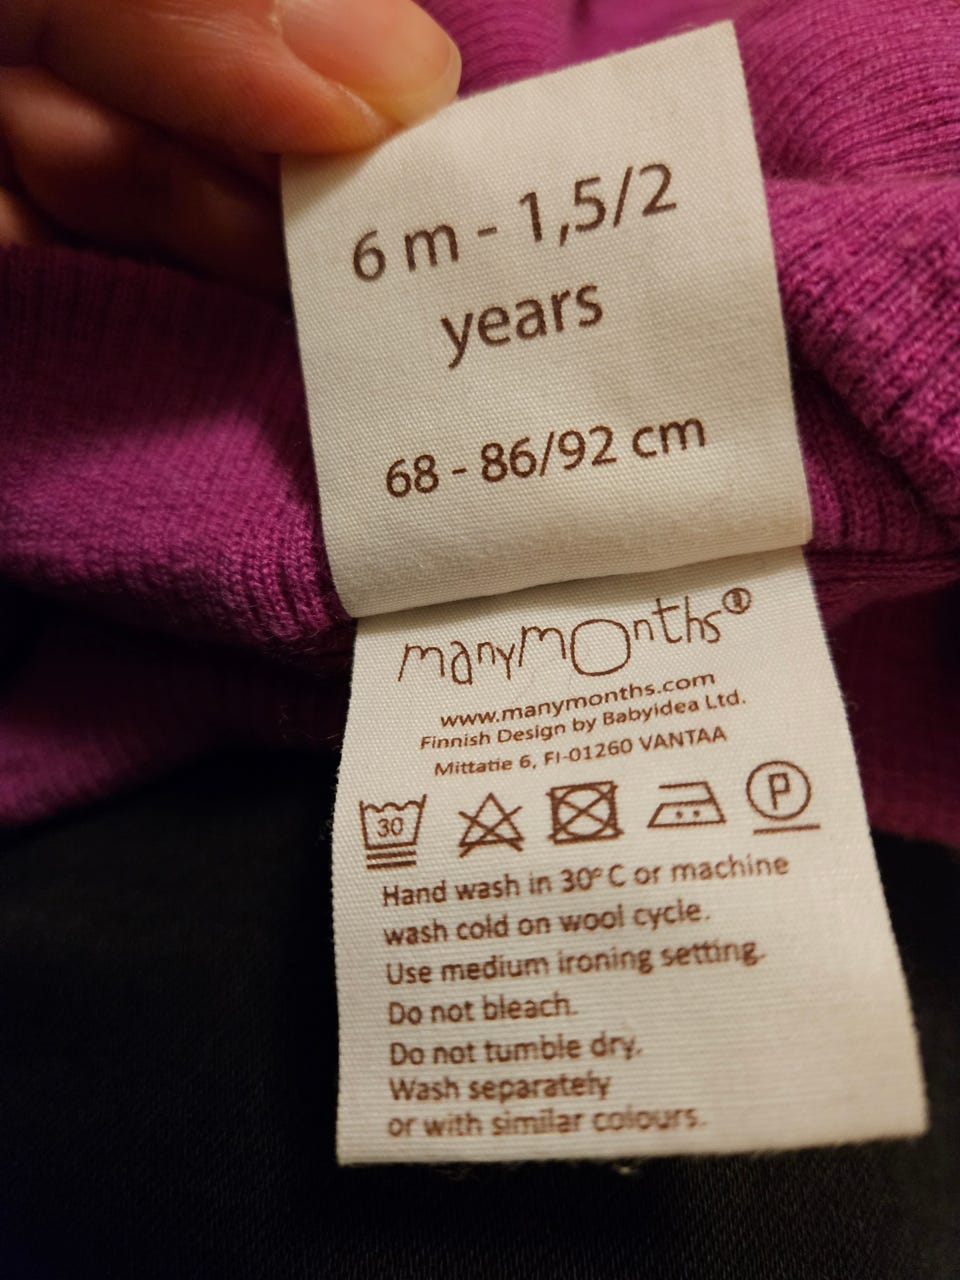 6 m - 1,5/2
years
68 - 86/92 cm
manymonths®
www.manymonths.com
Finnish Design by Babyidea Ltd.
Mittatie 6, FI-01260 VANTAA
30 P
Hand wash in 30° C or machine
wash cold on wool cycle.
Use medium ironing setting.
Do not bleach.
Do not tumble dry.
Wash separately
or with similar colours.